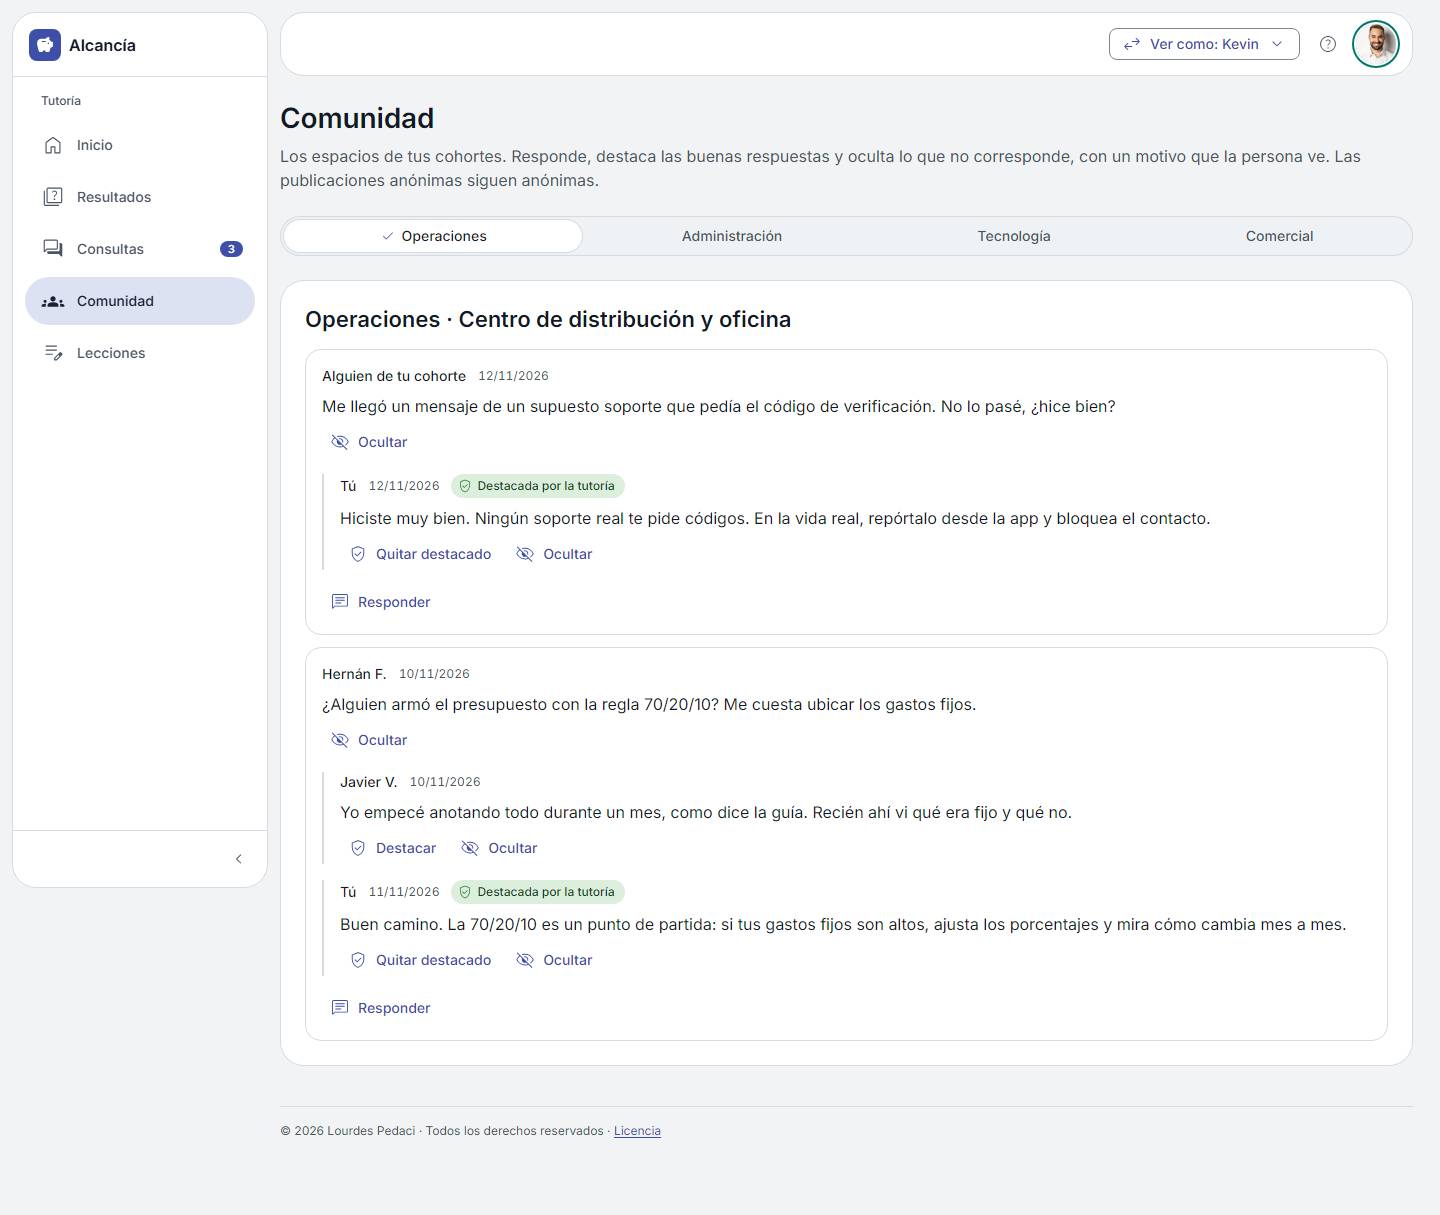 Alcancía
Ver como: Kevin
Tutoría
Inicio
Resultados
Consultas 3
Comunidad
Lecciones
Comunidad
Los espacios de tus cohortes. Responde, destaca las buenas respuestas y oculta lo que no corresponde, con un motivo que la persona ve. Las
publicaciones anónimas siguen anónimas.
Operaciones Administración Tecnología Comercial
Operaciones · Centro de distribución y oficina
Alguien de tu cohorte 12/11/2026
Me llegó un mensaje de un supuesto soporte que pedía el código de verificación. No lo pasé, ¿hice bien?
Ocultar
Tú 12/11/2026 Destacada por la tutoría
Hiciste muy bien. Ningún soporte real te pide códigos. En la vida real, repórtalo desde la app y bloquea el contacto.
Quitar destacado Ocultar
Responder
Hernán F. 10/11/2026
¿Alguien armó el presupuesto con la regla 70/20/10? Me cuesta ubicar los gastos fijos.
Ocultar
Javier V. 10/11/2026
Yo empecé anotando todo durante un mes, como dice la guía. Recién ahí vi qué era fijo y qué no.
Destacar Ocultar
Tú 11/11/2026 Destacada por la tutoría
Buen camino. La 70/20/10 es un punto de partida: si tus gastos fijos son altos, ajusta los porcentajes y mira cómo cambia mes a mes.
Quitar destacado Ocultar
Responder
© 2026 Lourdes Pedaci · Todos los derechos reservados · Licencia